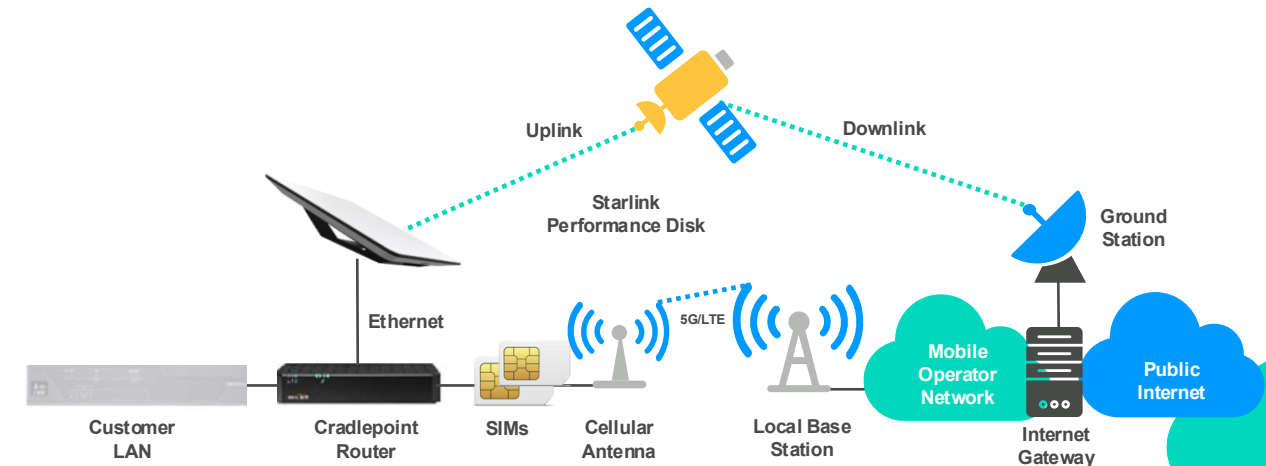 Uplink
Downlink
Starlink
Performance Disk
Ground
Station
Ethernet
5G/LTE
Mobile
Operator
Network
Public
Internet
Customer
LAN
Cradlepoint
Router
SIMs
Cellular
Antenna
Local Base
Station
Internet
Gateway